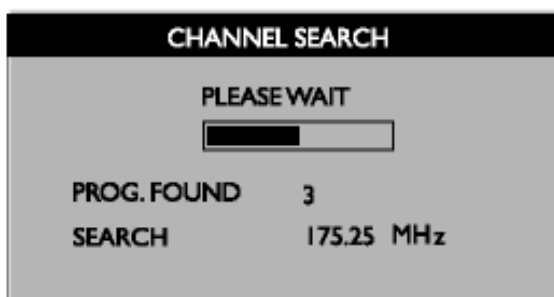 CHANNEL SEARCH
PLEASE WAIT
PROG. FOUND 3
SEARCH 175.25 MHz